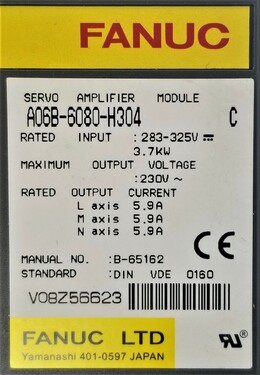 FANUC
SERVO AMPLIFIER MODULE
A06B-6080-H304 C
RATED INPUT :283-325V
3.7KW
MAXIMUM OUTPUT VOLTAGE
:230V ~
RATED OUTPUT CURRENT
L axis 5.9A
M axis 5.9A
N axis 5.9A
MANUAL NO. :B-65162
STANDARD :DIN VDE 0160
CE
V08Z56623
FANUC LTD
Yamanashi 401-0597 JAPAN